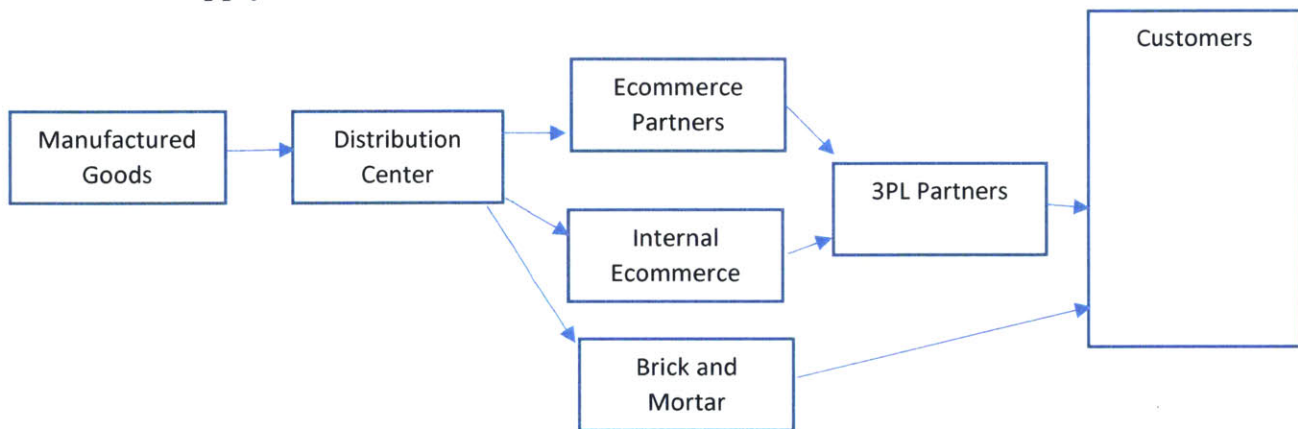 Customers
Ecommerce
Partners
Manufactured
Goods
Distribution
Center
3PL Partners
Internal
Ecommerce
Brick and
Mortar